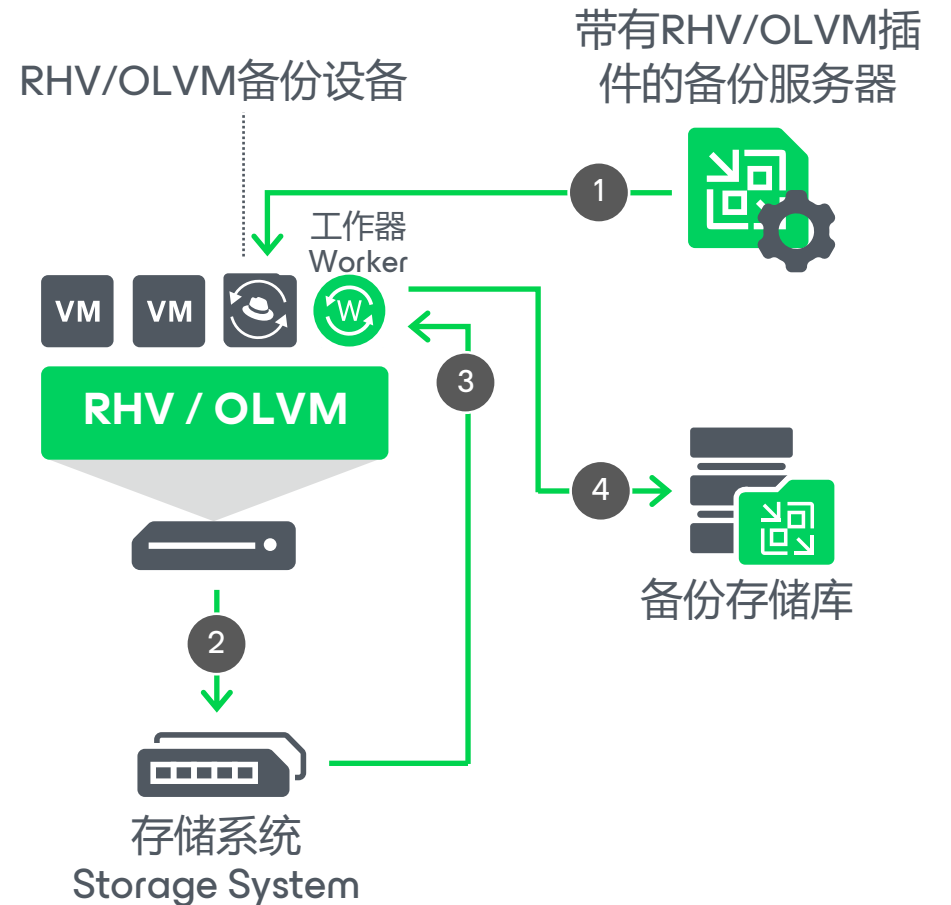 带有RHV/OLVM插
件的备份服务器
RHV/OLVM备份设备
1
工作器
Worker
VM
VM
W
3
RHV / OLVM
4
备份存储库
2
存储系统
Storage System